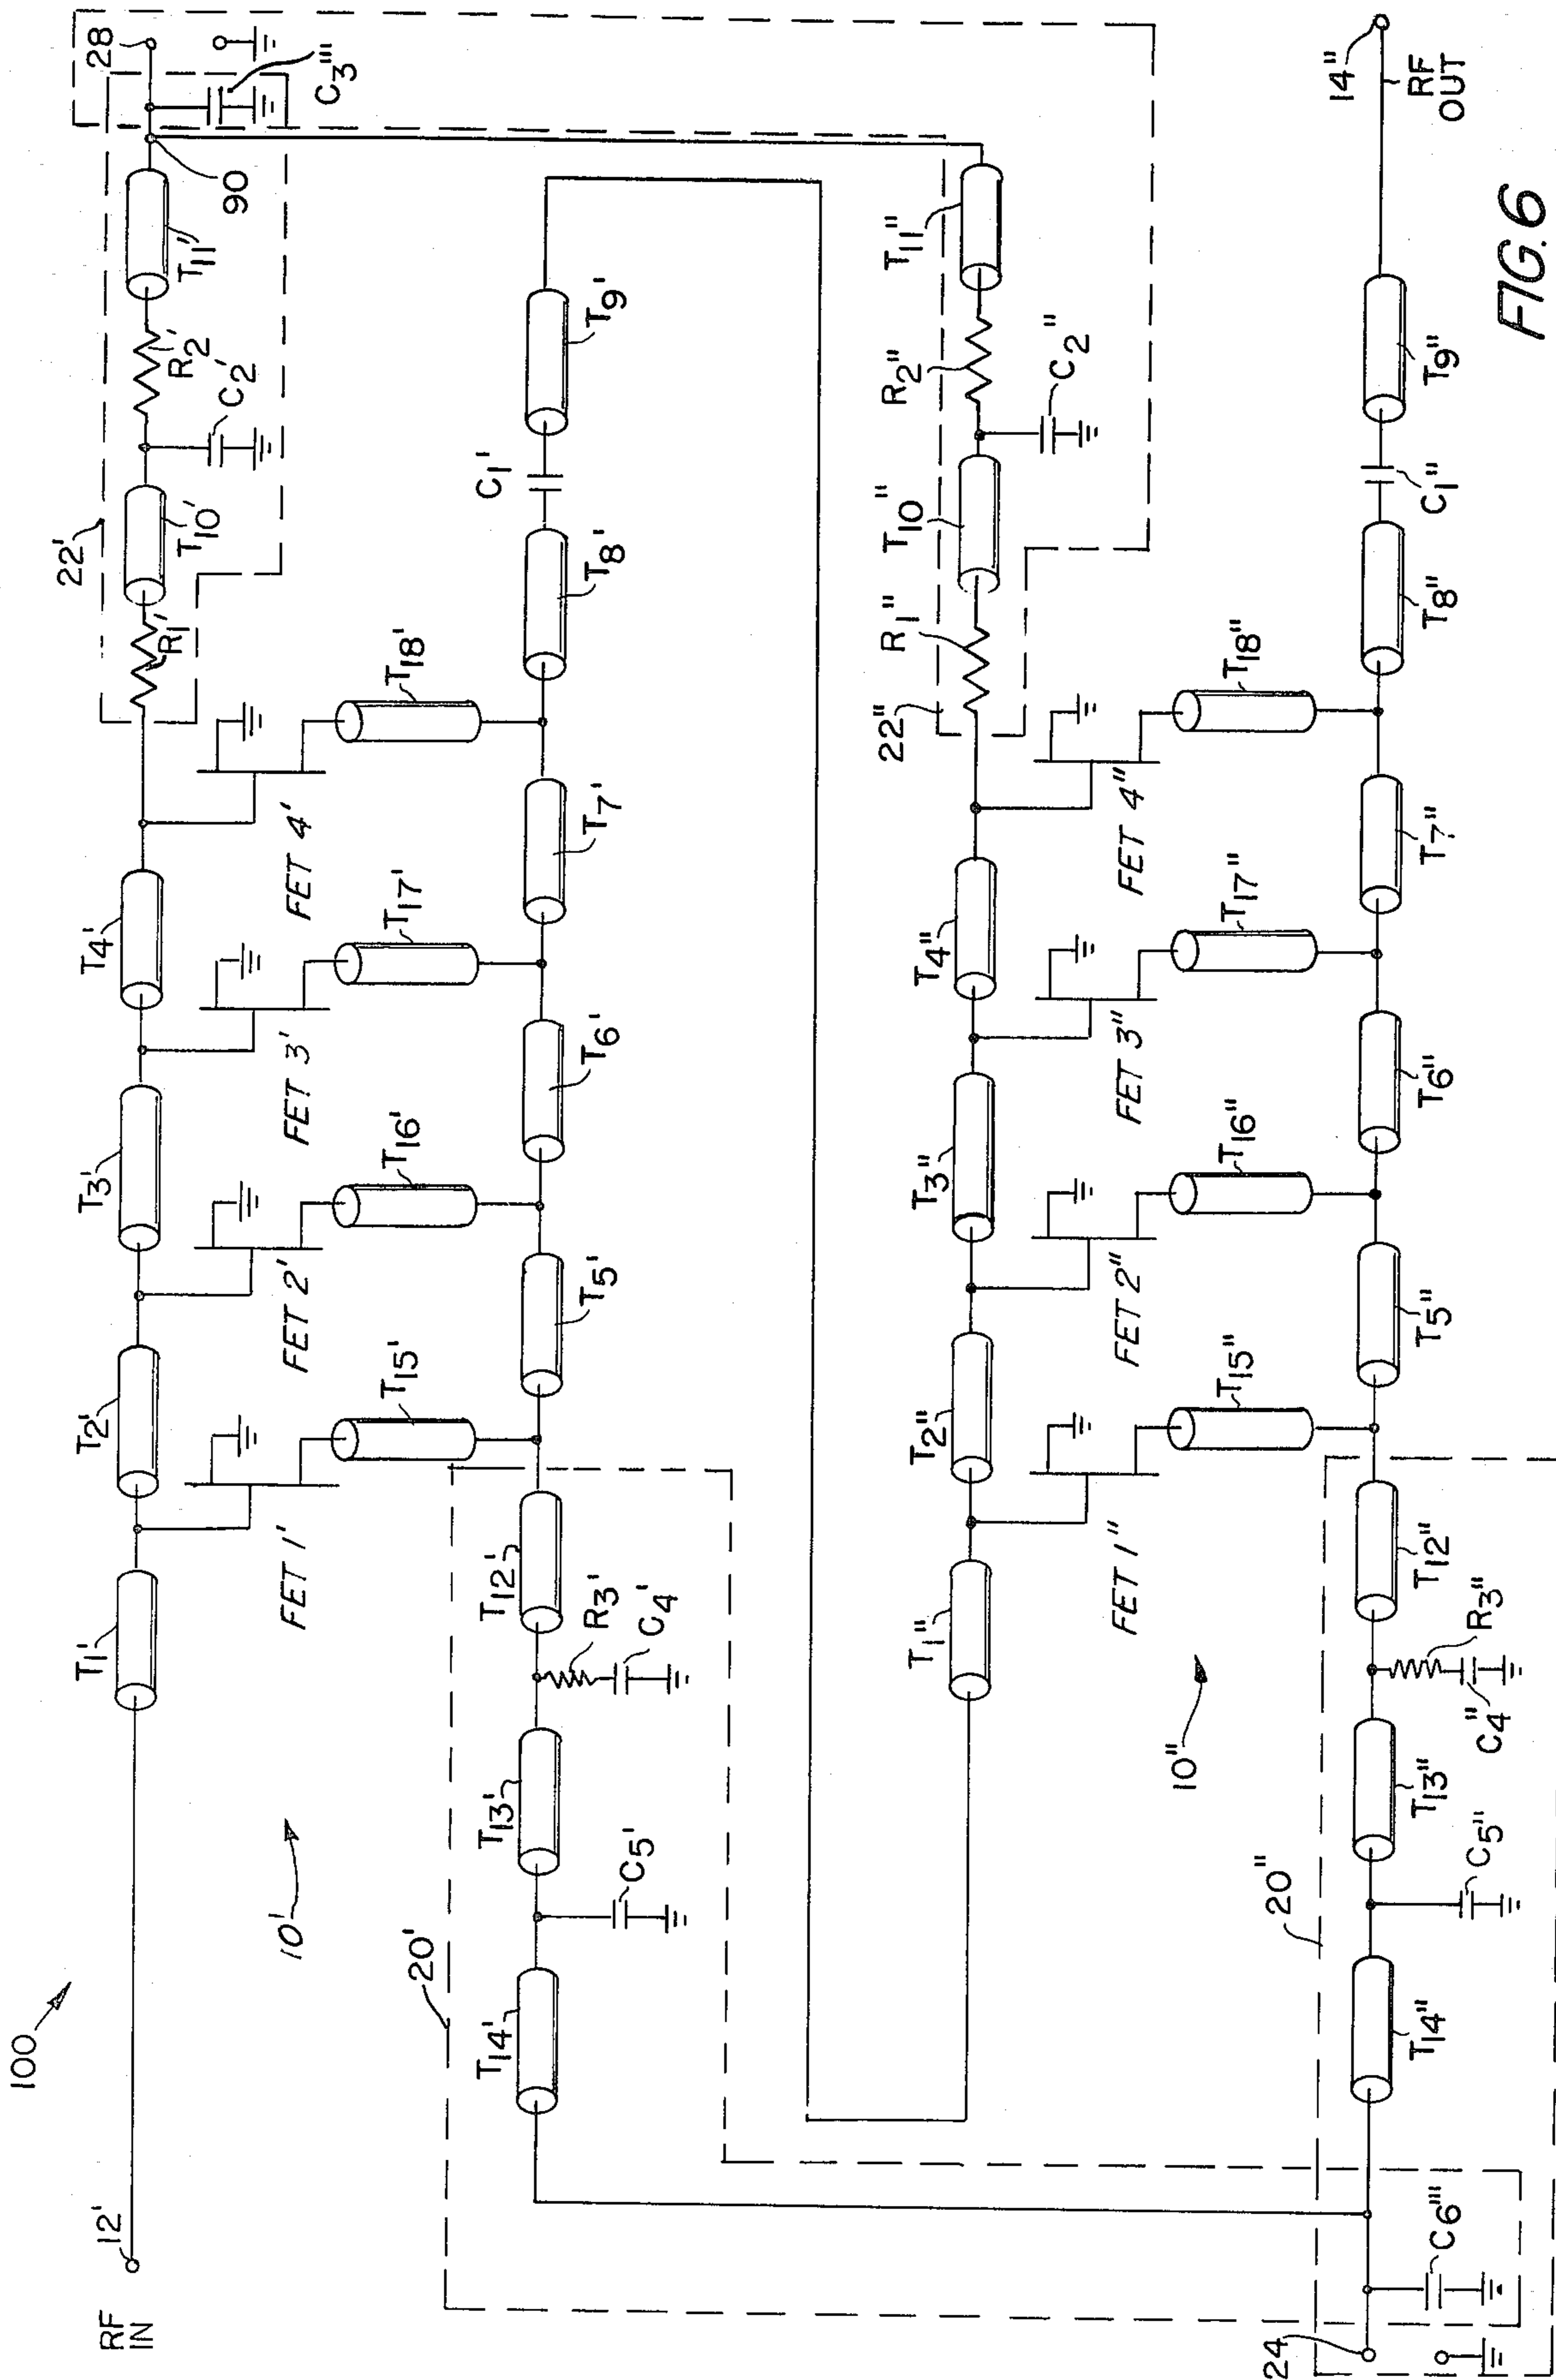 100
RF
IN
12'
10'
T1'
T2'
T3'
T4'
22'
R1'
T10'
C2'
R2'
T11'
90
C3'''
28
FET 1'
FET 2'
FET 3'
FET 4'
T15'
T16'
T17'
T18'
20'
T14'
C5'
T13'
C4'
R3'
T12'
T5'
T6'
T7'
T8'
C1'
T9'
T1"
T2"
T3"
T4"
22"
R1"
T10"
R2"
C2"
T11"
10"
FET 1"
FET 2"
FET 3"
FET 4"
T15"
T16"
T17"
T18"
24
C6'''
20"
T14"
C5"
T13"
C4"
R3"
T12"
T5"
T6"
T7"
T8"
C1"
T9"
14"
RF
OUT
FIG.6